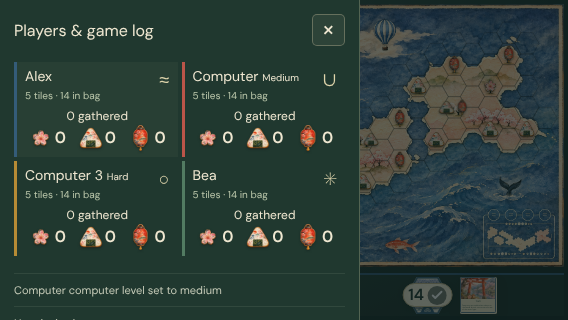 Players & game log
Alex
5 tiles · 14 in bag
0 gathered
0 0 0
Computer Medium
5 tiles · 14 in bag
0 gathered
0 0 0
Computer 3 Hard
5 tiles · 14 in bag
0 gathered
0 0 0
Bea
5 tiles · 14 in bag
0 gathered
0 0 0
Computer computer level set to medium
14